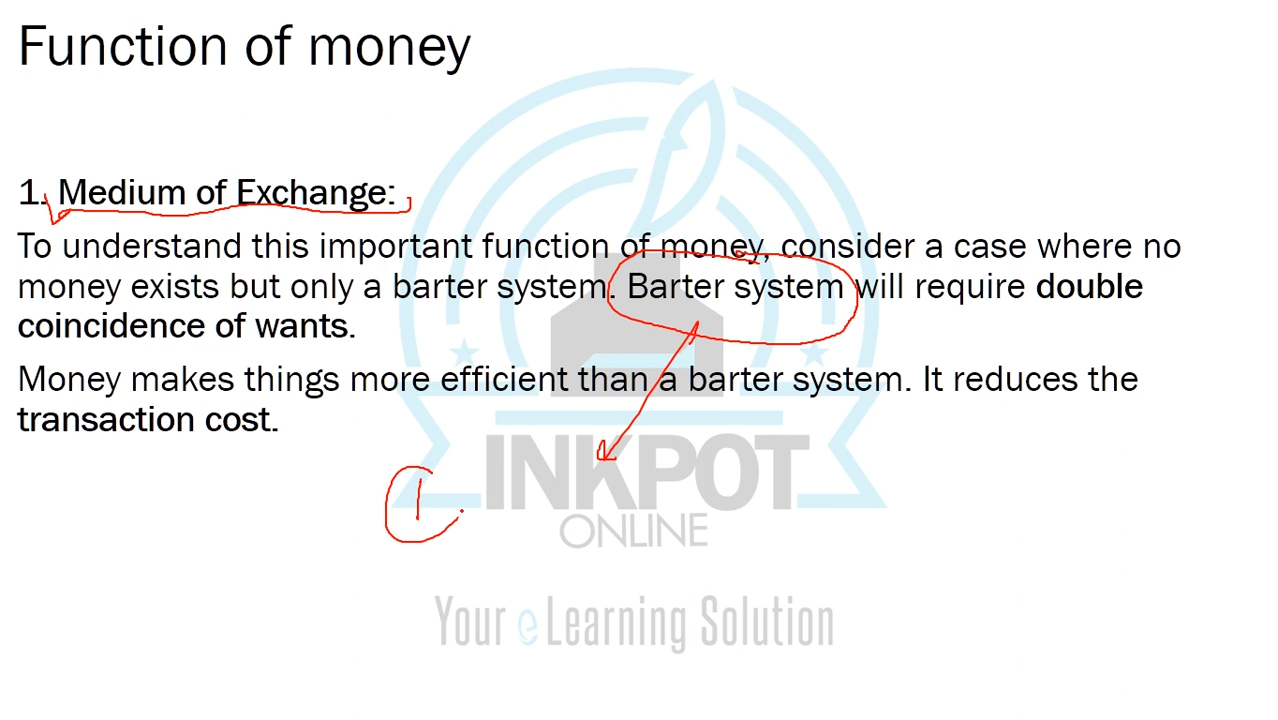 Function of money
1. Medium of Exchange:
To understand this important function of money, consider a case where no
money exists but only a barter system. Barter system will require double
coincidence of wants.
Money makes things more efficient than a barter system. It reduces the
transaction cost.
1
INKPOT
ONLINE
Your eLearning Solution